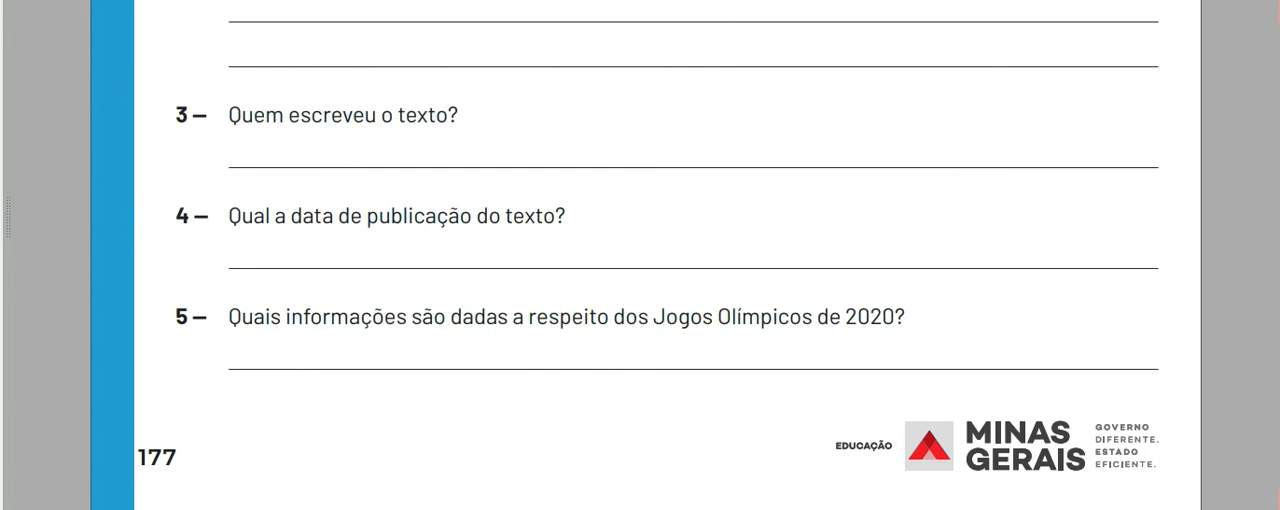 3 – Quem escreveu o texto?
4 – Qual a data de publicação do texto?
5 – Quais informações são dadas a respeito dos Jogos Olímpicos de 2020?
177
EDUCAÇÃO
MINAS
GERAIS
GOVERNO
DIFERENTE.
ESTADO
EFICIENTE.